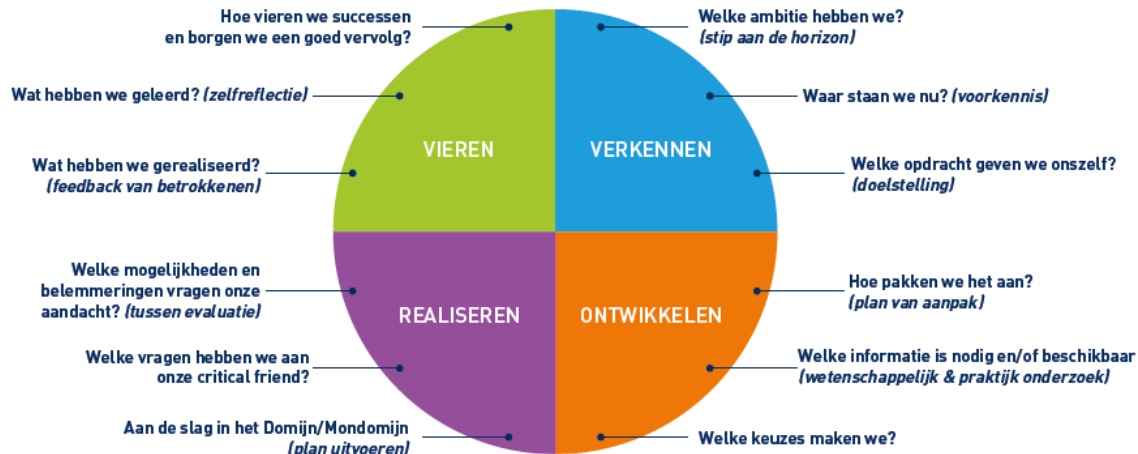 Hoe vieren we successen
en borgen we een goed vervolg?
Wat hebben we geleerd? (zelfreflectie)
Wat hebben we gerealiseerd?
(feedback van betrokkenen)
VIEREN
Welke ambitie hebben we?
(stip aan de horizon)
Waar staan we nu? (voorkennis)
Welke opdracht geven we onszelf?
(doelstelling)
VERKENNEN
Welke mogelijkheden en
belemmeringen vragen onze
aandacht? (tussen evaluatie)
Welke vragen hebben we aan
onze critical friend?
Aan de slag in het Domijn/Mondomijn
(plan uitvoeren)
REALISEREN
Hoe pakken we het aan?
(plan van aanpak)
Welke informatie is nodig en/of beschikbaar
(wetenschappelijk & praktijk onderzoek)
Welke keuzes maken we?
ONTWIKKELEN